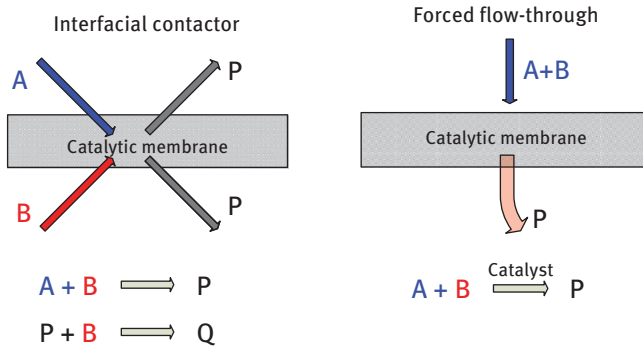 Interfacial contactor
A
P
Catalytic membrane
B
P
A + B P
P + B Q
Forced flow-through
A+B
Catalytic membrane
P
Catalyst
A + B P